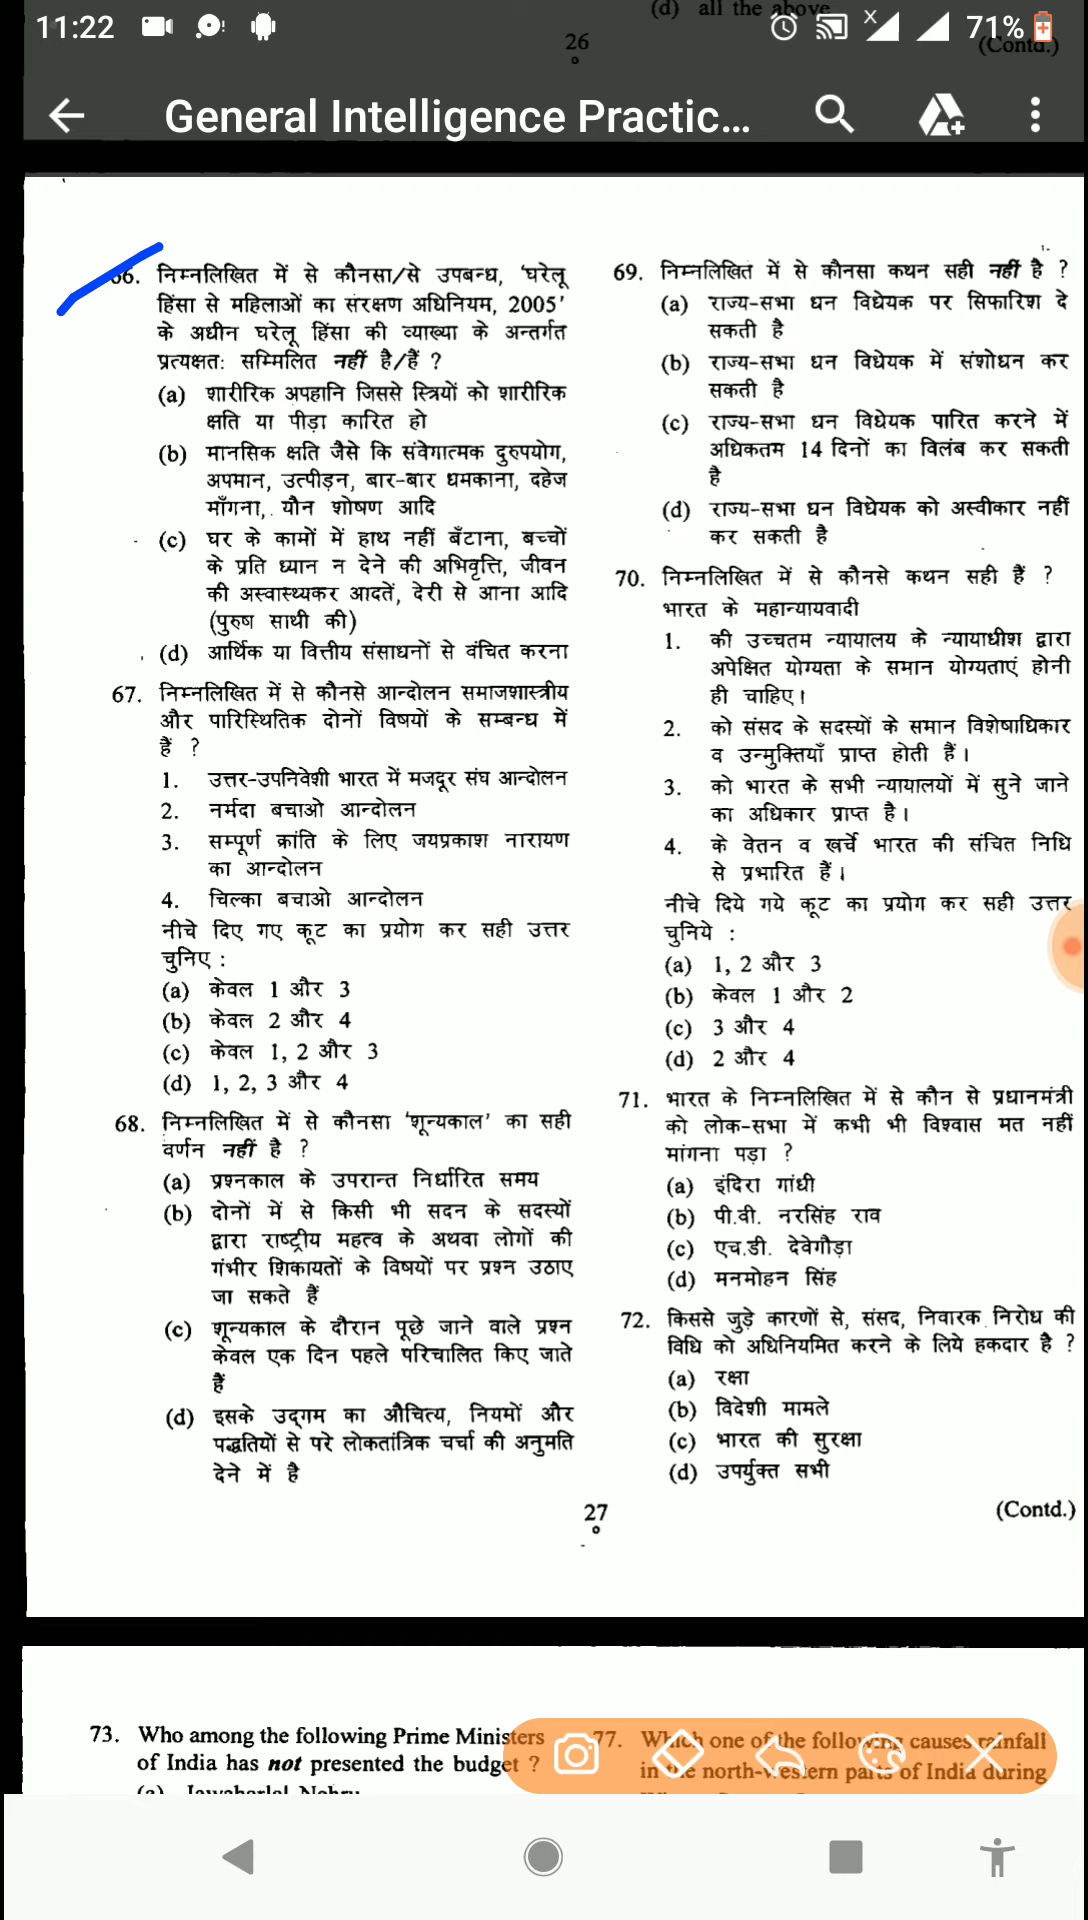 (d) all the above
11:22
71%
26
(Contd.)
General Intelligence Practic...
66. निम्नलिखित में से कौनसा/से उपबन्ध, 'घरेलू
हिंसा से महिलाओं का संरक्षण अधिनियम, 2005'
के अधीन घरेलू हिंसा की व्याख्या के अन्तर्गत
प्रत्यक्षतः सम्मिलित नहीं है/हैं ?
(a) शारीरिक अपहानि जिससे स्त्रियों को शारीरिक
क्षति या पीड़ा कारित हो
(b) मानसिक क्षति जैसे कि संवेगात्मक दुरुपयोग,
अपमान, उत्पीड़न, बार-बार धमकाना, दहेज
माँगना, यौन शोषण आदि
(c) घर के कामों में हाथ नहीं बँटाना, बच्चों
के प्रति ध्यान न देने की अभिवृत्ति, जीवन
की अस्वास्थ्यकर आदतें, देरी से आना आदि
(पुरुष साथी की)
(d) आर्थिक या वित्तीय संसाधनों से वंचित करना
67. निम्नलिखित में से कौनसे आन्दोलन समाजशास्त्रीय
और पारिस्थितिक दोनों विषयों के सम्बन्ध में
हैं ?
1. उत्तर-उपनिवेशी भारत में मजदूर संघ आन्दोलन
2. नर्मदा बचाओ आन्दोलन
3. सम्पूर्ण क्रांति के लिए जयप्रकाश नारायण
का आन्दोलन
4. चिल्का बचाओ आन्दोलन
नीचे दिए गए कूट का प्रयोग कर सही उत्तर
चुनिए :
(a) केवल 1 और 3
(b) केवल 2 और 4
(c) केवल 1, 2 और 3
(d) 1, 2, 3 और 4
68. निम्नलिखित में से कौनसा 'शून्यकाल' का सही
वर्णन नहीं है ?
(a) प्रश्नकाल के उपरान्त निर्धारित समय
(b) दोनों में से किसी भी सदन के सदस्यों
द्वारा राष्ट्रीय महत्व के अथवा लोगों की
गंभीर शिकायतों के विषयों पर प्रश्न उठाए
जा सकते हैं
(c) शून्यकाल के दौरान पूछे जाने वाले प्रश्न
केवल एक दिन पहले परिचालित किए जाते
हैं
(d) इसके उद्गम का औचित्य, नियमों और
पद्धतियों से परे लोकतांत्रिक चर्चा की अनुमति
देने में है
69. निम्नलिखित में से कौनसा कथन सही नहीं है ?
(a) राज्य-सभा धन विधेयक पर सिफारिश दे
सकती है
(b) राज्य-सभा धन विधेयक में संशोधन कर
सकती है
(c) राज्य-सभा धन विधेयक पारित करने में
अधिकतम 14 दिनों का विलंब कर सकती
है
(d) राज्य-सभा धन विधेयक को अस्वीकार नहीं
कर सकती है
70. निम्नलिखित में से कौनसे कथन सही हैं ?
भारत के महान्यायवादी
1. की उच्चतम न्यायालय के न्यायाधीश द्वारा
अपेक्षित योग्यता के समान योग्यताएं होनी
ही चाहिए।
2. को संसद के सदस्यों के समान विशेषाधिकार
व उन्मुक्तियाँ प्राप्त होती हैं।
3. को भारत के सभी न्यायालयों में सुने जाने
का अधिकार प्राप्त है।
4. के वेतन व खर्चे भारत की संचित निधि
से प्रभारित हैं।
नीचे दिये गये कूट का प्रयोग कर सही उत्तर
चुनिये :
(a) 1, 2 और 3
(b) केवल 1 और 2
(c) 3 और 4
(d) 2 और 4
71. भारत के निम्नलिखित में से कौन से प्रधानमंत्री
को लोक-सभा में कभी भी विश्वास मत नहीं
मांगना पड़ा ?
(a) इंदिरा गांधी
(b) पी.वी. नरसिंह राव
(c) एच.डी. देवेगौड़ा
(d) मनमोहन सिंह
72. किससे जुड़े कारणों से, संसद, निवारक निरोध की
विधि को अधिनियमित करने के लिये हकदार है ?
(a) रक्षा
(b) विदेशी मामले
(c) भारत की सुरक्षा
(d) उपर्युक्त सभी
27
(Contd.)
73. Who among the following Prime Ministers
of India has not presented the budget ?
(a) Jawaharlal Nehru
77. Which one of the following causes rainfall
in the north-western parts of India during